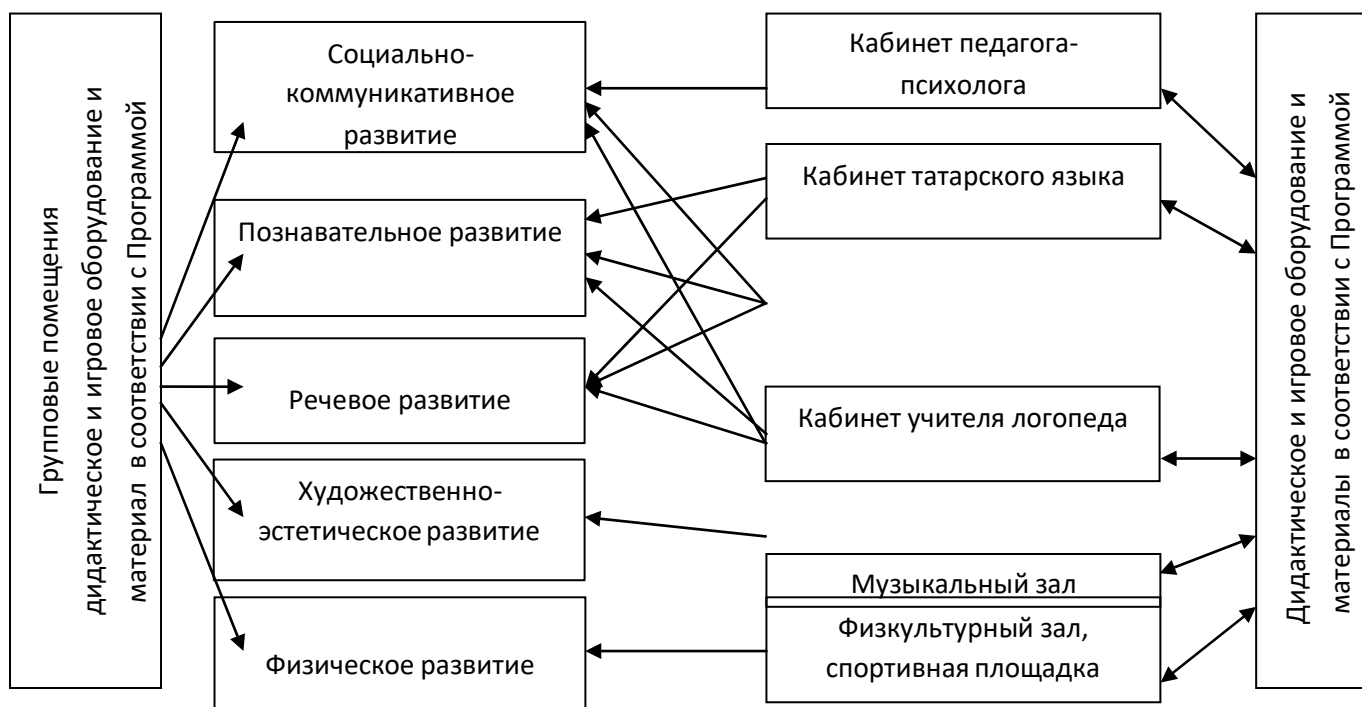 Групповые помещения
дидактическое и игровое оборудование и
материал в соответствии с Программой
Социально-
коммуникативное
развитие
Познавательное развитие
Речевое развитие
Художественно-
эстетическое развитие
Физическое развитие
Кабинет педагога-
психолога
Кабинет татарского языка
Кабинет учителя логопеда
Музыкальный зал
Физкультурный зал,
спортивная площадка
Дидактическое и игровое оборудование и
материалы в соответствии с Программой